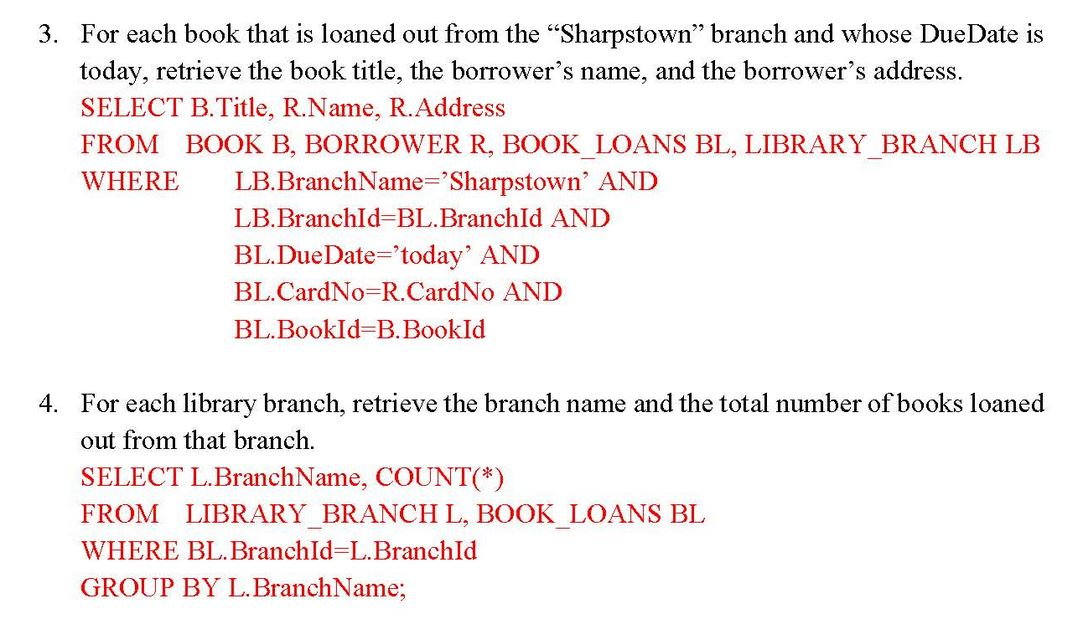 3. For each book that is loaned out from the “Sharpstown” branch and whose DueDate is
today, retrieve the book title, the borrower’s name, and the borrower’s address.
SELECT B.Title, R.Name, R.Address
FROM BOOK B, BORROWER R, BOOK_LOANS BL, LIBRARY_BRANCH LB
WHERE LB.BranchName=’Sharpstown’ AND
LB.BranchId=BL.BranchId AND
BL.DueDate=’today’ AND
BL.CardNo=R.CardNo AND
BL.BookId=B.BookId
4. For each library branch, retrieve the branch name and the total number of books loaned
out from that branch.
SELECT L.BranchName, COUNT(*)
FROM LIBRARY_BRANCH L, BOOK_LOANS BL
WHERE BL.BranchId=L.BranchId
GROUP BY L.BranchName;